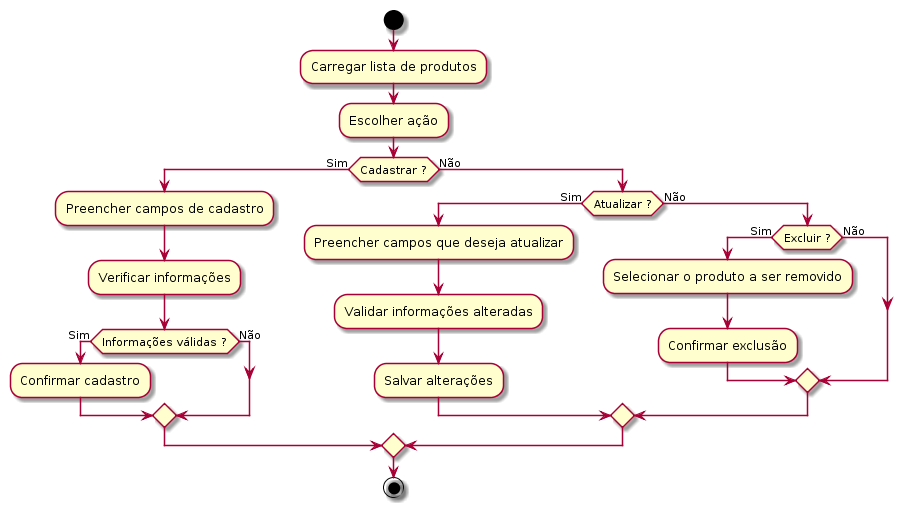 Carregar lista de produtos
Escolher ação
Sim
Cadastrar ?
Não
Preencher campos de cadastro
Verificar informações
Sim
Informações válidas ?
Não
Confirmar cadastro
Sim
Atualizar ?
Não
Preencher campos que deseja atualizar
Validar informações alteradas
Salvar alterações
Sim
Excluir ?
Não
Selecionar o produto a ser removido
Confirmar exclusão